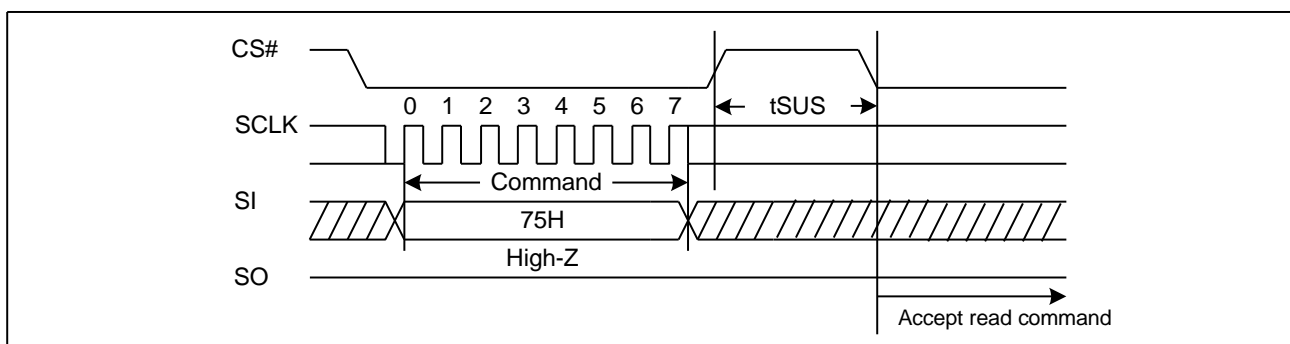 CS#
tSUS
0 1 2 3 4 5 6 7
SCLK
Command
SI
75H
High-Z
SO
Accept read command